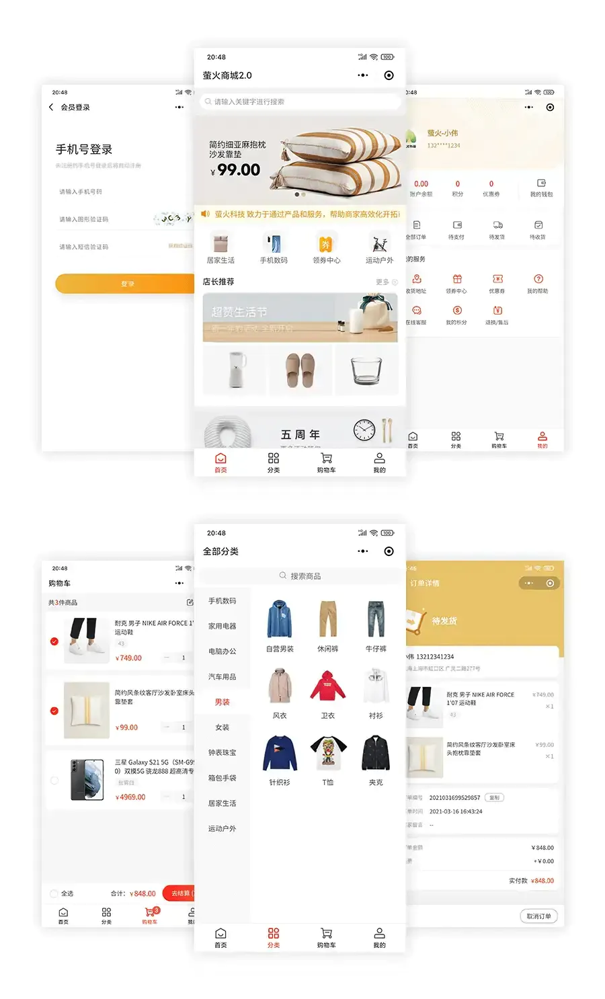 20:48
会员登录
手机号登录
未注册的手机号登录后将自动注册
请输入手机号码
请输入图形验证码
请输入短信验证码
获取验证码
登录
20:48
萤火商城2.0
请输入关键字进行搜索
简约细亚麻抱枕
沙发靠垫
¥99.00
萤火科技 致力于通过产品和服务，帮助商家高效化开拓
居家生活
手机数码
券
领券中心
运动户外
店长推荐
更多
超赞生活节
五周年
首页
分类
购物车
我的
:48
萤火-小伟
132****1234
0.00
0
0
账户余额
积分
优惠券
我的钱包
全部订单
待支付
待发货
待收货
的服务
收货地址
领券中心
优惠券
我的帮助
在线客服
我的积分
退换/售后
首页
分类
购物车
我的
20:48
购物车
共3件商品
耐克 男子 NIKE AIR FORCE 1'
运动鞋
43
¥749.00
1
简约风条纹客厅沙发卧室床头
靠垫套
¥99.00
1
三星 Galaxy S21 5G（SM-G99
0）双模5G 骁龙888 超高清专
¥4969.00
1
全选
合计：¥848.00
去结算
首页
分类
3
购物车
20:48
全部分类
搜索商品
手机数码
家用电器
电脑办公
汽车用品
男装
女装
钟表珠宝
箱包手袋
居家生活
运动户外
自营男装
休闲裤
牛仔裤
风衣
卫衣
衬衫
针织衫
T恤
夹克
首页
分类
购物车
我的
:46
订单详情
待发货
小伟 13212341234
海上海市虹口区 广灵二路277号
耐克 男子 NIKE AIR FORCE
1'07 运动鞋
43
¥749.00
×1
简约风条纹客厅沙发卧室床
头抱枕靠垫套
¥99.00
×1
单编号 2021031699529857 复制
单时间 2021-03-16 16:43:24
家留言 --
单金额 ¥848.00
费 +¥0.00
实付款 ¥848.00
取消订单